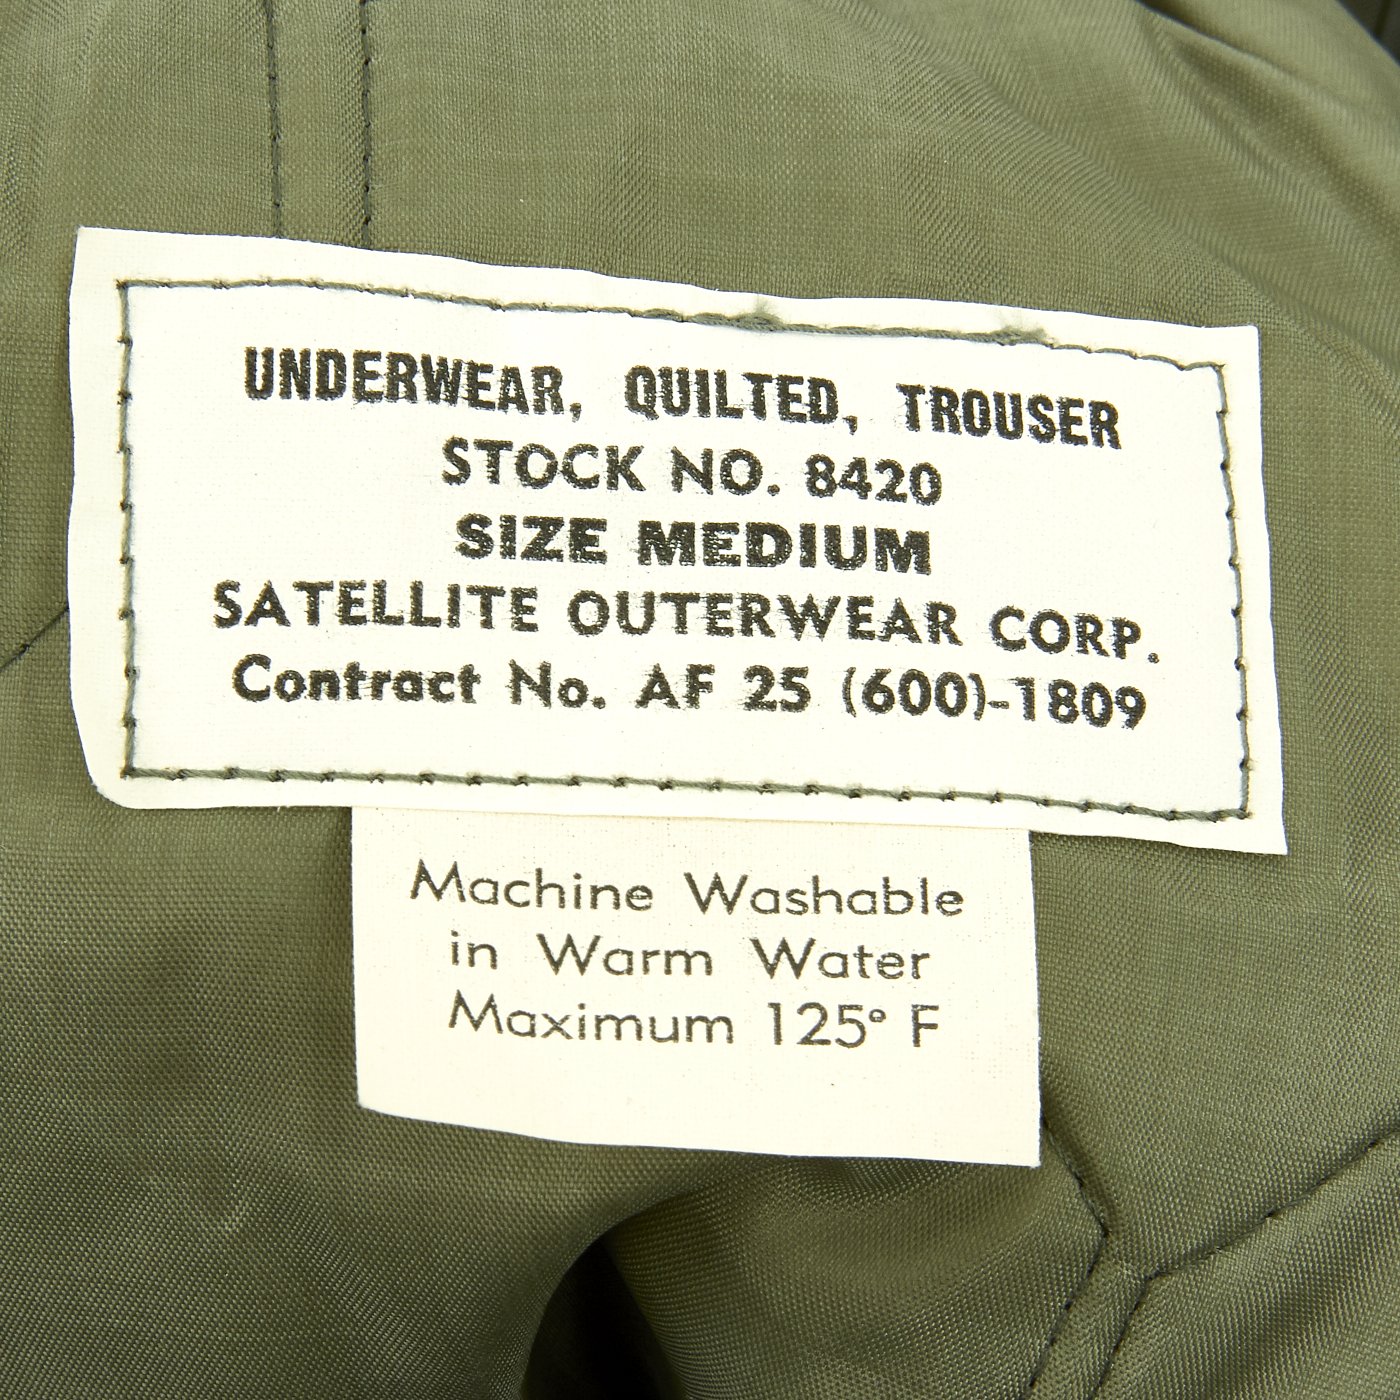 UNDERWEAR, QUILTED, TROUSER
STOCK NO. 8420
SIZE MEDIUM
SATELLITE OUTERWEAR CORP.
Contract No. AF 25 (600)-1809
Machine Washable
in Warm Water
Maximum 125° F